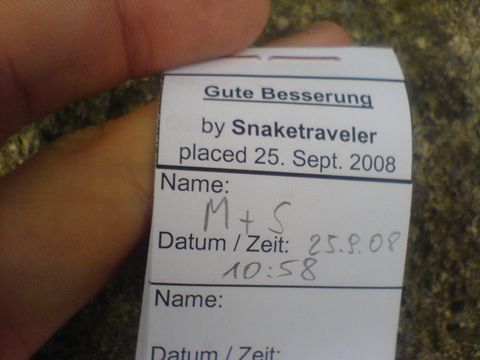 Gute Besserung
by Snaketraveler
placed 25. Sept. 2008
Name:
M + S
Datum / Zeit: 25.9.08
10:58
Name:
Datum / Zeit: